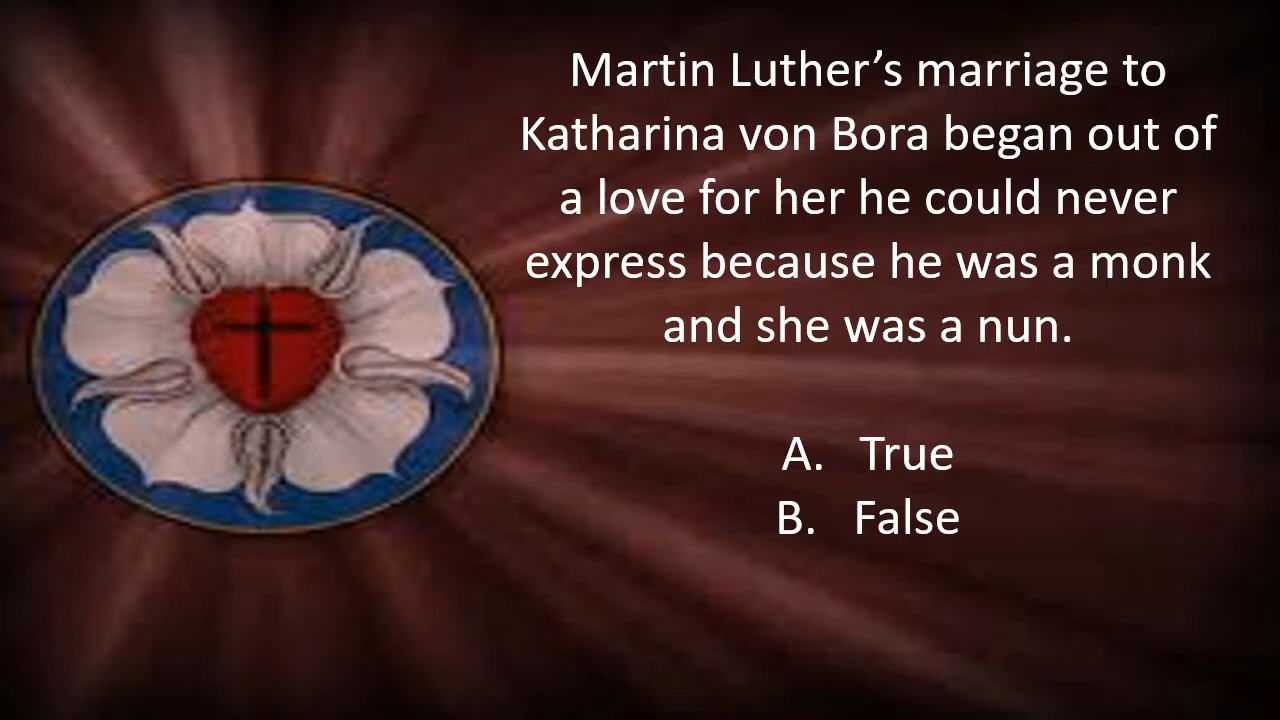 Martin Luther’s marriage to
Katharina von Bora began out of
a love for her he could never
express because he was a monk
and she was a nun.
A. True
B. False